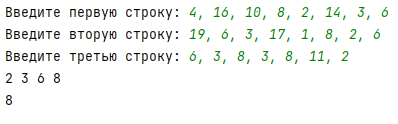 Введите первую строку: 4, 16, 10, 8, 2, 14, 3, 6
Введите вторую строку: 19, 6, 3, 17, 1, 8, 2, 6
Введите третью строку: 6, 3, 8, 3, 8, 11, 2
2 3 6 8
8